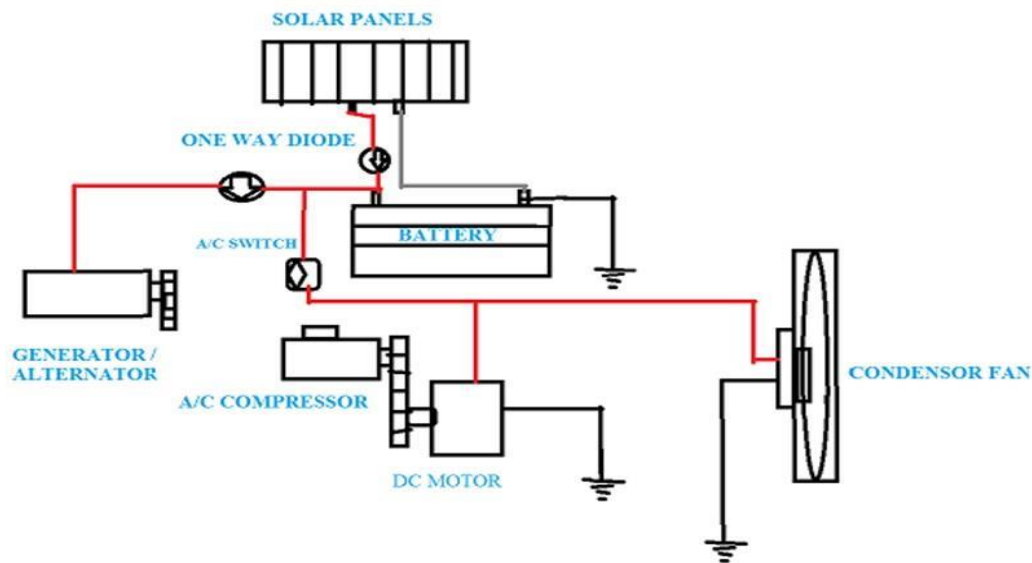 SOLAR PANELS
ONE WAY DIODE
A/C SWITCH
BATTERY
GENERATOR /
ALTERNATOR
A/C COMPRESSOR
CONDENSOR FAN
DC MOTOR